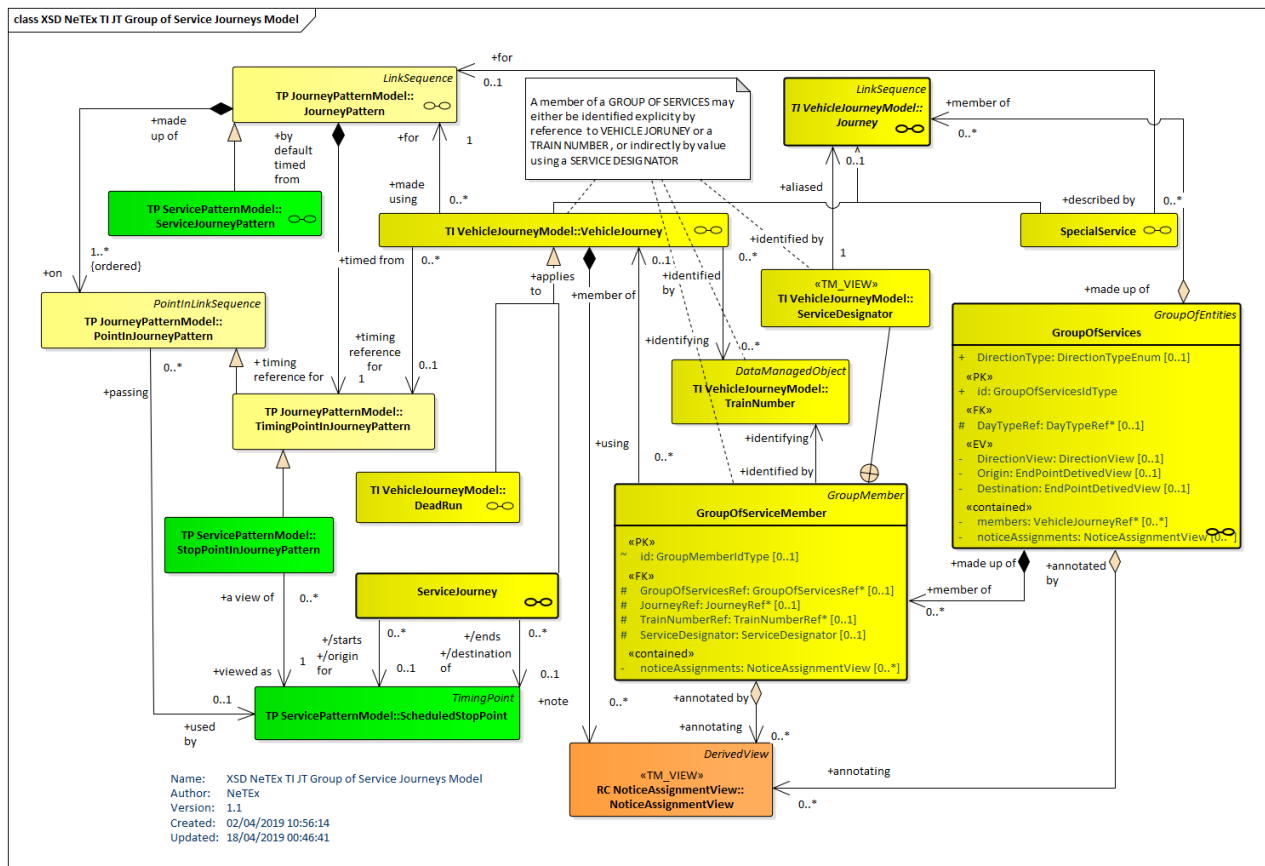 class XSD NeTEx TI JT Group of Service Journeys Model
LinkSequence
TP JourneyPatternModel::
JourneyPattern
+for
0..1
A member of a GROUP OF SERVICES may
either be identified explicity by
reference to VEHICLE JORUNEY or a
TRAIN NUMBER , or indirectly by value
using a SERVICE DESIGNATOR
LinkSequence
TI VehicleJourneyModel::
Journey
+member
of
0..*
+made
up of
+by
default
timed
from
+for
1
0..1
+aliased
TP ServicePatternModel::
ServiceJourneyPattern
+made
using
0..*
+described by
0..*
TI VehicleJourneyModel::VehicleJourney
SpecialService
1..*
{ordered}
+on
+timed from
0..*
+applies
to
+member of
0..1
+identified
by
0..*
+identified by
1
«TM_VIEW»
TI VehicleJourneyModel::
ServiceDesignator
+made up of
PointInLinkSequence
TP JourneyPatternModel::
PointInJourneyPattern
0..*
+passing
+ timing
reference for
+timing
reference
for
1
0..1
+identifying
0..*
DataManagedObject
TI VehicleJourneyModel::
TrainNumber
TP JourneyPatternModel::
TimingPointInJourneyPattern
+using
0..*
+identifying
+identified
by
GroupOfEntities
GroupOfServices
+ DirectionType: DirectionTypeEnum [0..1]
«PK»
+ id: GroupOfServicesIdType
«FK»
# DayTypeRef: DayTypeRef* [0..1]
«EV»
- DirectionView: DirectionView [0..1]
- Origin: EndPointDetivedView [0..1]
- Destination: EndPointDetivedView [0..1]
«contained»
- members: VehicleJourneyRef* [0..*]
- noticeAssignments: NoticeAssignmentView [0..*]
TI VehicleJourneyModel::
DeadRun
TP ServicePatternModel::
StopPointInJourneyPattern
GroupMember
GroupOfServiceMember
«PK»
~ id: GroupMemberIdType [0..1]
«FK»
# GroupOfServicesRef: GroupOfServicesRef* [0..1]
# JourneyRef: JourneyRef* [0..1]
# TrainNumberRef: TrainNumberRef* [0..1]
# ServiceDesignator: ServiceDesignator [0..1]
«contained»
- noticeAssignments: NoticeAssignmentView [0..*]
+made up of
+annotated
by
+member of
0..*
+a view of
0..*
ServiceJourney
+/starts
+/origin
for
0..*
0..1
+/ends
+/destination
of
0..*
0..1
1
+viewed as
0..1
+used
by
TimingPoint
TP ServicePatternModel::ScheduledStopPoint
+note
0..*
+annotated by
+annotating
0..*
DerivedView
«TM_VIEW»
RC NoticeAssignmentView::
NoticeAssignmentView
+annotating
0..*
Name: XSD NeTEx TI JT Group of Service Journeys Model
Author: NeTEx
Version: 1.1
Created: 02/04/2019 10:56:14
Updated: 18/04/2019 00:46:41